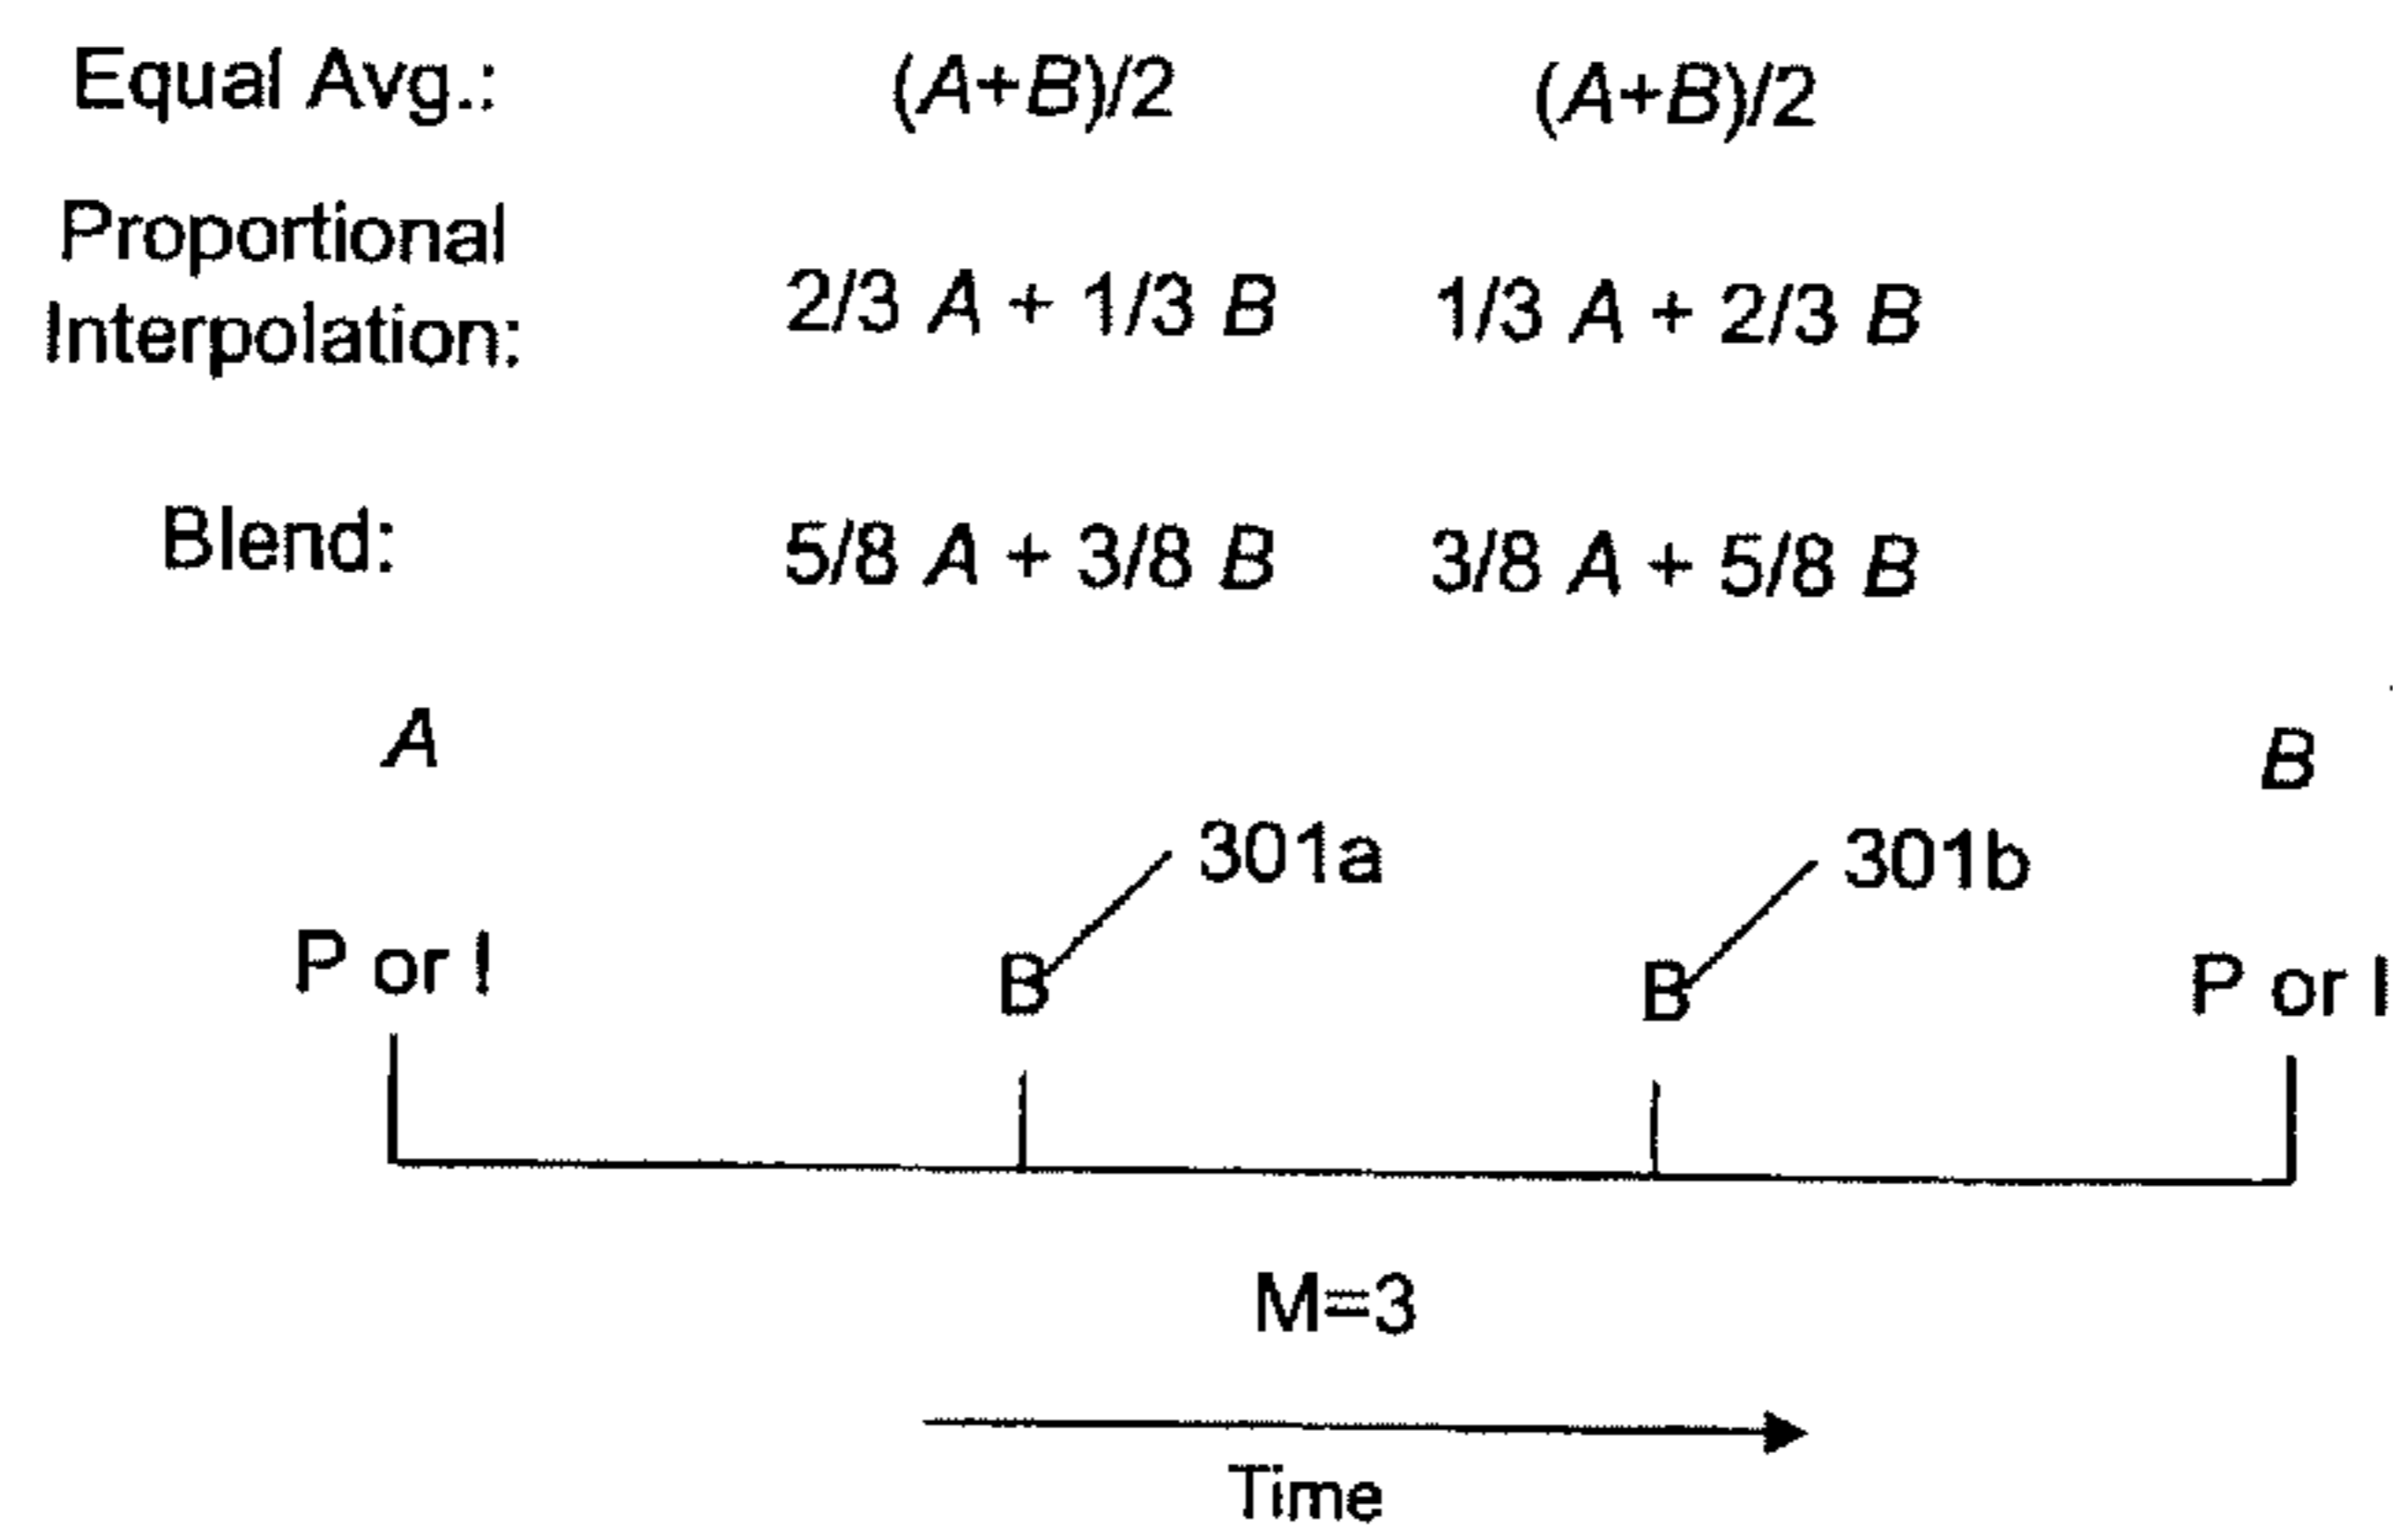 Equal Avg.: (A+B)/2 (A+B)/2
Proportional
Interpolation: 2/3 A + 1/3 B 1/3 A + 2/3 B
Blend: 5/8 A + 3/8 B 3/8 A + 5/8 B
A B
301a 301b
P or I B B P or I
M=3
Time